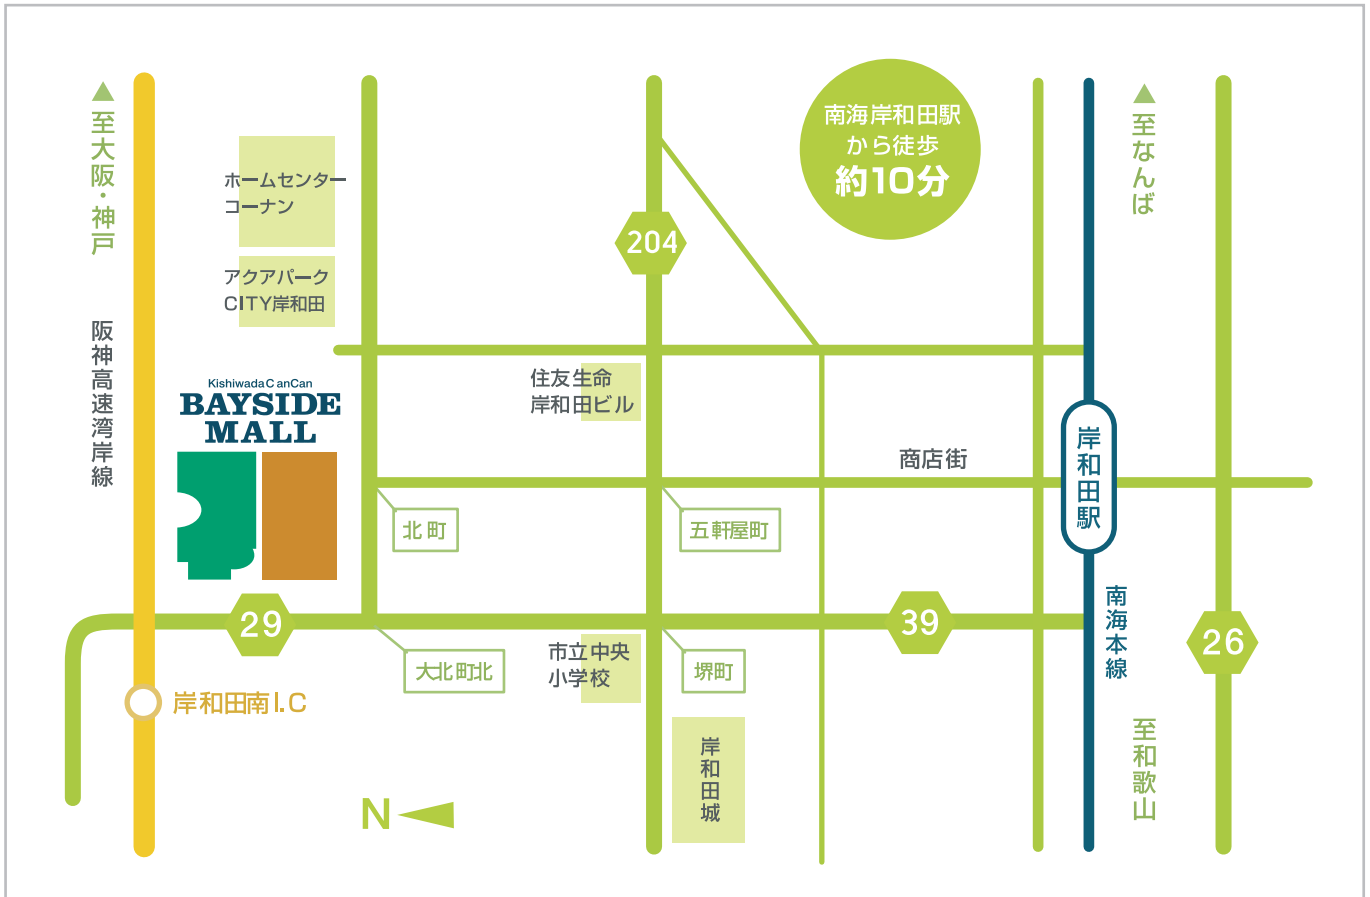 ▲至大阪・神戸
阪神高速湾岸線
ホームセンター
コーナン
アクアパーク
CITY岸和田
Kishiwada CanCan
BAYSIDE
MALL
204
南海岸和田駅
から徒歩
約10分
▲至なんば
住友生命
岸和田ビル
商店街
岸和田駅
北町
五軒屋町
29
39
南海本線
26
大北町北
市立中央
小学校
堺町
岸和田南I.C
岸和田城
至和歌山
N